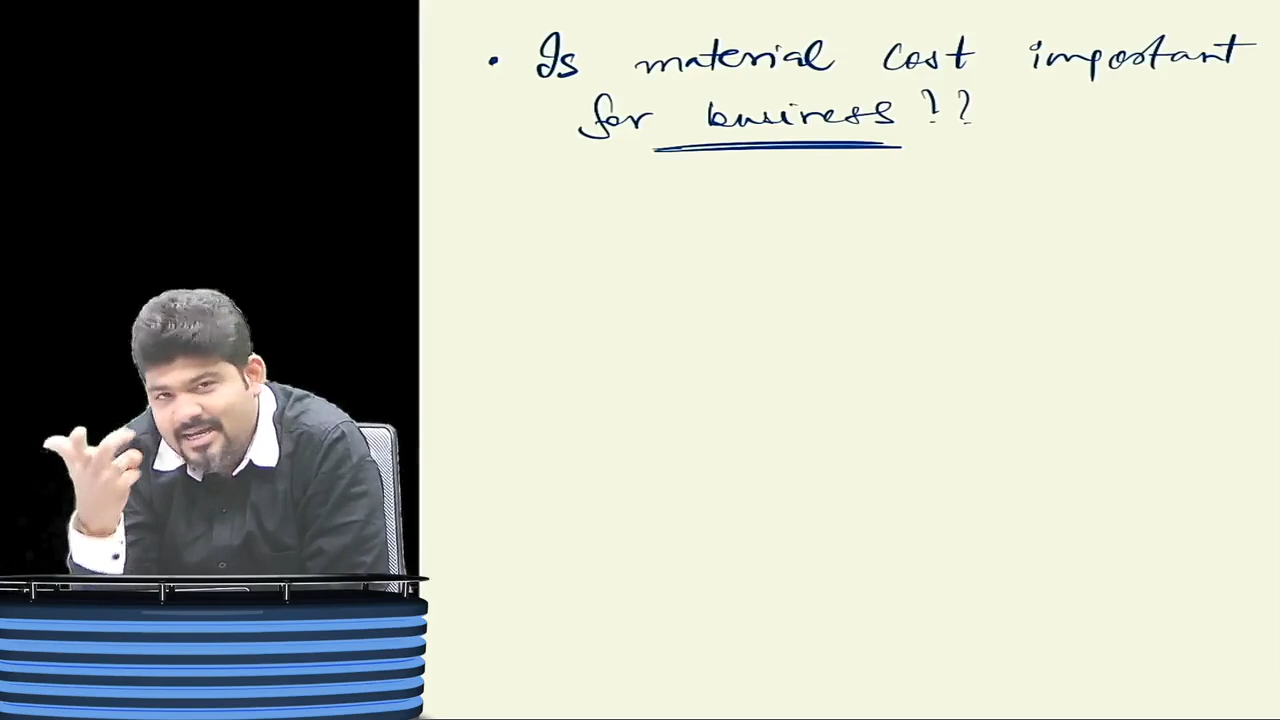 • Is material cost important
for business ??